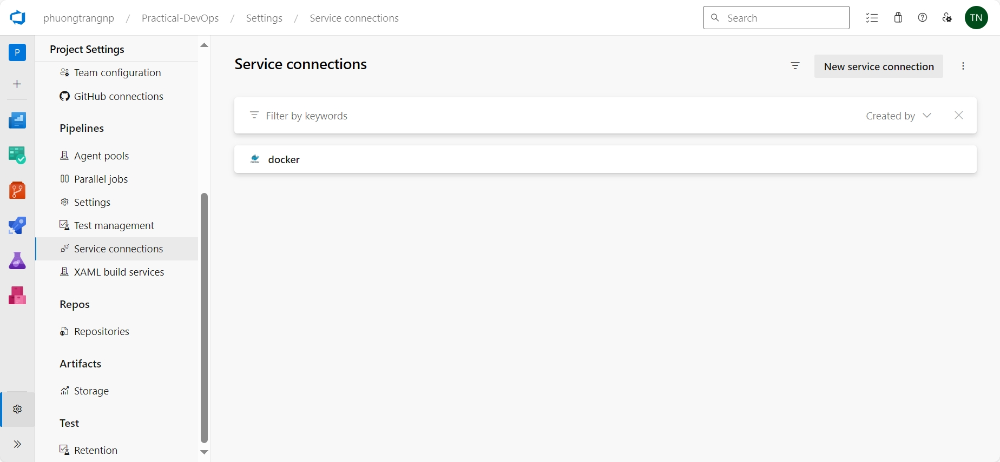 phuongtrangnp / Practical-DevOps / Settings / Service connections
Search
TN
P
Project Settings
Team configuration
GitHub connections
Pipelines
Agent pools
Parallel jobs
Settings
Test management
Service connections
XAML build services
Repos
Repositories
Artifacts
Storage
Test
Retention
Service connections
New service connection
Filter by keywords
Created by
docker
docker